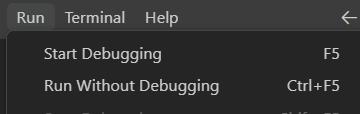 Run Terminal Help
Start Debugging F5
Run Without Debugging Ctrl+F5